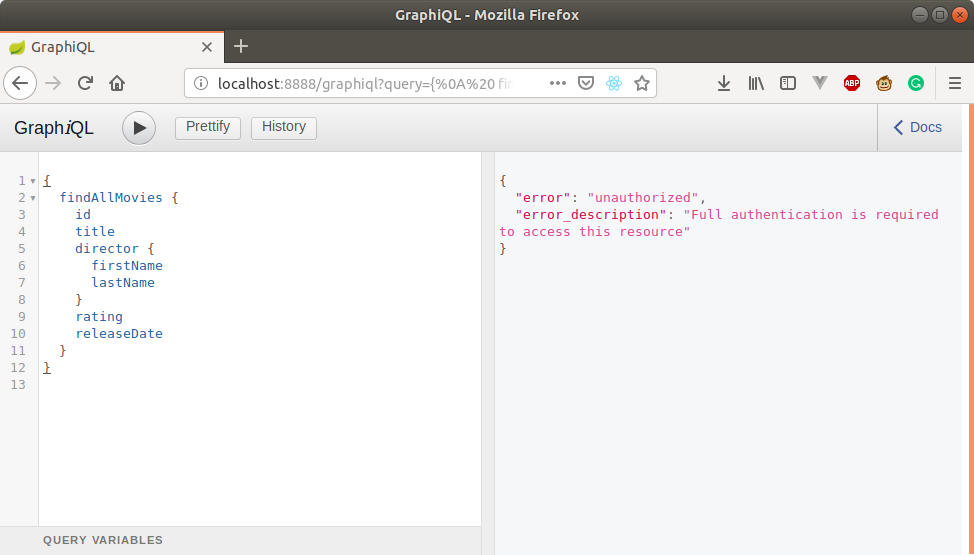 GraphiQL - Mozilla Firefox
GraphiQL
localhost:8888/graphiql?query={%0A%20 fin
ABP
GraphiQL
Prettify
History
Docs
1 {
2 findAllMovies {
3 id
4 title
5 director {
6 firstName
7 lastName
8 }
9 rating
10 releaseDate
11 }
12 }
13
{
"error": "unauthorized",
"error_description": "Full authentication is required
to access this resource"
}
QUERY VARIABLES